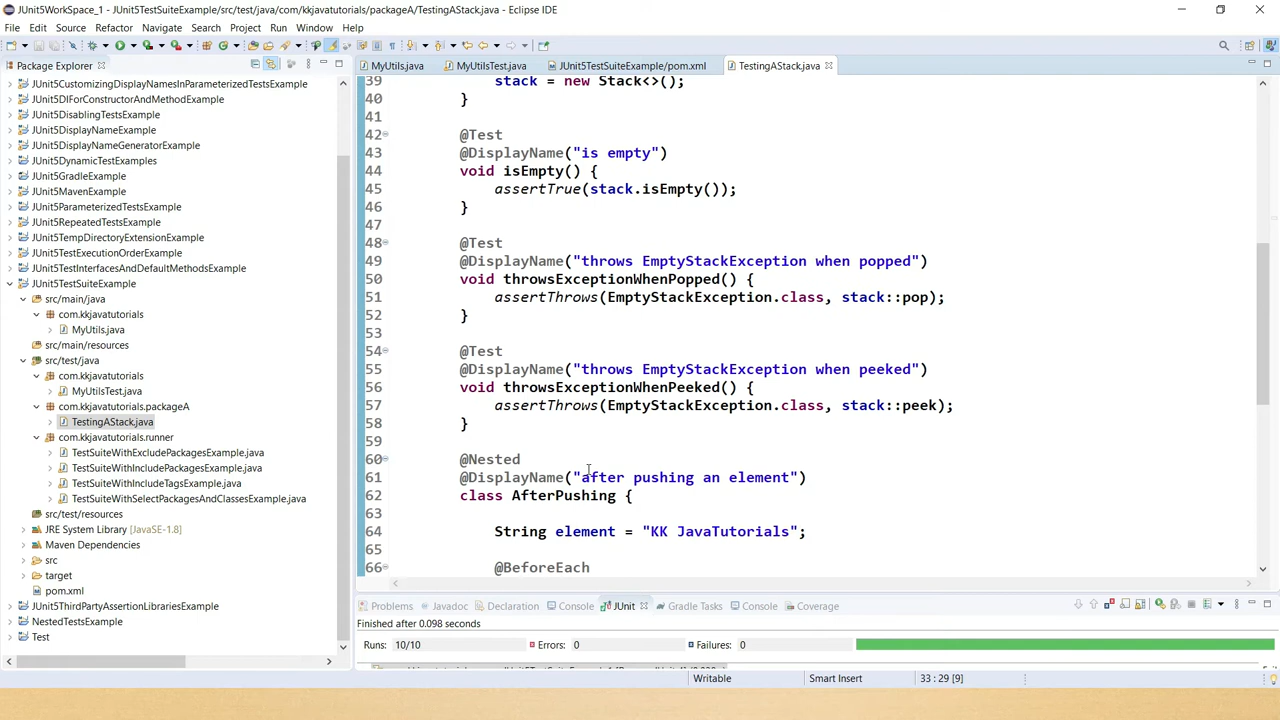 JUnit5WorkSpace_1 - JUnit5TestSuiteExample/src/test/java/com/kkjavatutorials/packageA/TestingAStack.java - Eclipse IDE
File Edit Source Refactor Navigate Search Project Run Window Help
Package Explorer
JUnit5CustomizingDisplayNamesInParameterizedTestsExample
JUnit5DIForConstructorAndMethodExample
JUnit5DisablingTestsExample
JUnit5DisplayNameExample
JUnit5DisplayNameGeneratorExample
JUnit5DynamicTestExamples
JUnit5GradleExample
JUnit5MavenExample
JUnit5ParameterizedTestsExample
JUnit5RepeatedTestsExample
JUnit5TempDirectoryExtensionExample
JUnit5TestExecutionOrderExample
JUnit5TestInterfacesAndDefaultMethodsExample
JUnit5TestSuiteExample
src/main/java
com.kkjavatutorials
MyUtils.java
src/main/resources
src/test/java
com.kkjavatutorials
MyUtilsTest.java
com.kkjavatutorials.packageA
TestingAStack.java
com.kkjavatutorials.runner
TestSuiteWithExcludePackagesExample.java
TestSuiteWithIncludePackagesExample.java
TestSuiteWithIncludeTagsExample.java
TestSuiteWithSelectPackagesAndClassesExample.java
src/test/resources
JRE System Library [JavaSE-1.8]
Maven Dependencies
src
target
pom.xml
JUnit5ThirdPartyAssertionLibrariesExample
NestedTestsExample
Test
MyUtils.java MyUtilsTest.java JUnit5TestSuiteExample/pom.xml TestingAStack.java
39 stack = new Stack<>();
40 }
41
42 @Test
43 @DisplayName("is empty")
44 void isEmpty() {
45 assertTrue(stack.isEmpty());
46 }
47
48 @Test
49 @DisplayName("throws EmptyStackException when popped")
50 void throwsExceptionWhenPopped() {
51 assertThrows(EmptyStackException.class, stack::pop);
52 }
53
54 @Test
55 @DisplayName("throws EmptyStackException when peeked")
56 void throwsExceptionWhenPeeked() {
57 assertThrows(EmptyStackException.class, stack::peek);
58 }
59
60 @Nested
61 @DisplayName("after pushing an element")
62 class AfterPushing {
63
64 String element = "KK JavaTutorials";
65
66 @BeforeEach
Problems Javadoc Declaration Console JUnit Gradle Tasks Console Coverage
Finished after 0.098 seconds
Runs: 10/10 Errors: 0 Failures: 0
Writable Smart Insert 33 : 29 [9]